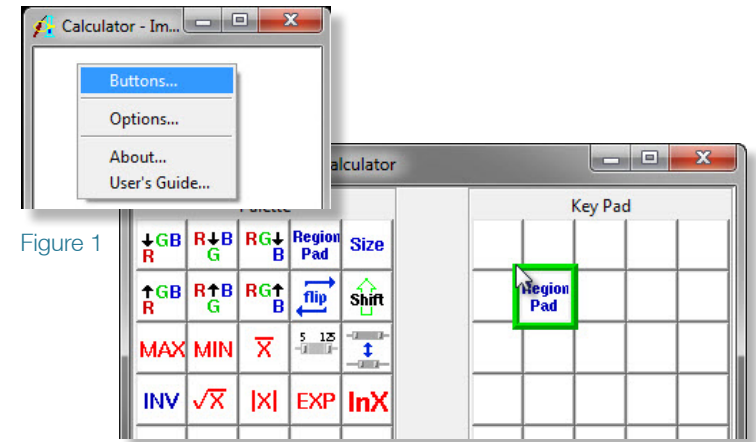 Calculator - Im...
Buttons...
Options...
About...
User's Guide...
Figure 1
alculator
Palette
Key Pad
↓GB
R
R↓B
G
RG↓
B
Region
Pad
Size
↑GB
R
R↑B
G
RG↑
B
flip
Shift
MAX
MIN
X̅
5 125
INV
√X
|X|
EXP
lnX
Region
Pad